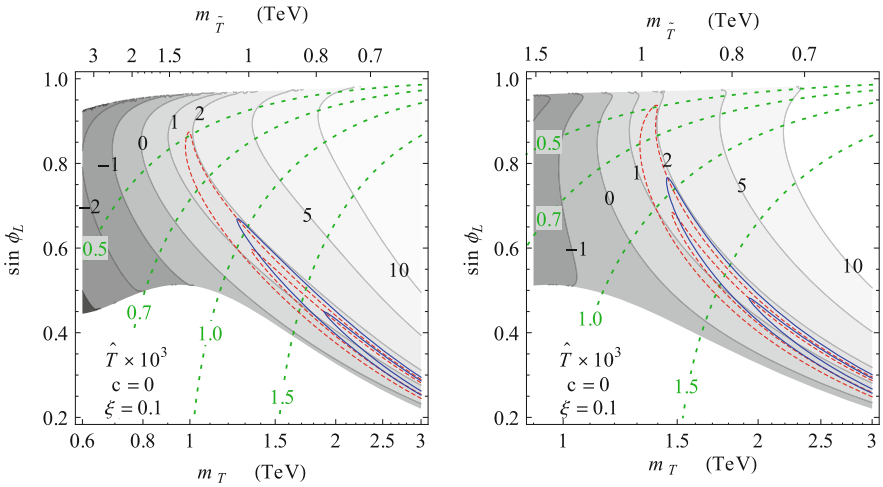 m_T̃ (TeV)
3 2 1.5 1 0.8 0.7
1.0
0.8
0.6
0.4
0.2
sin ϕ_L
0 1 2
−1
−2
5
10
0.5
0.7
1.0
1.5
T̂ × 10³
c = 0
ξ = 0.1
0.6 0.8 1 1.5 2 2.5 3
m_T (TeV)
m_T̃ (TeV)
1.5 1 0.8 0.7
1.0
0.8
0.6
0.4
0.2
sin ϕ_L
0.5
0.7
1.0
1.5
−1
0
1
2
5
10
T̂ × 10³
c = 0
ξ = 0.1
1 1.5 2 2.5 3
m_T (TeV)